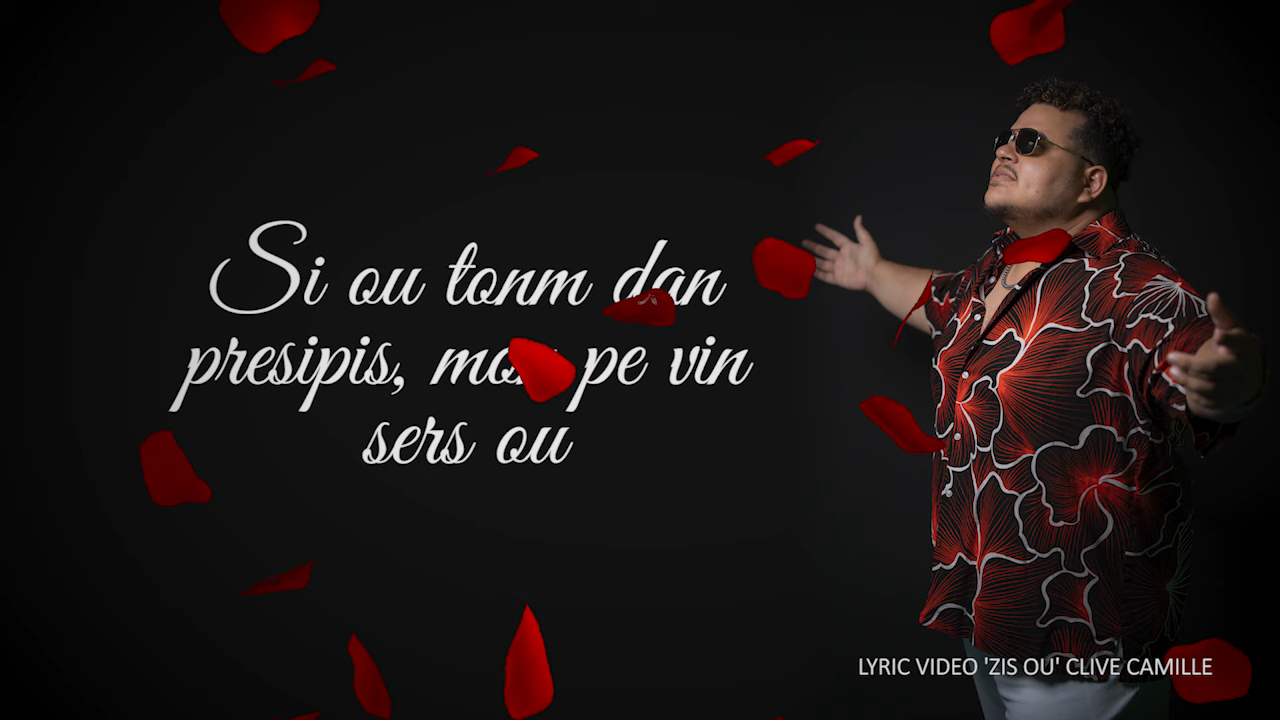 Si ou tonm dan
presipis, pe vin
sers ou
LYRIC VIDEO 'ZIS OU' CLIVE CAMILLE